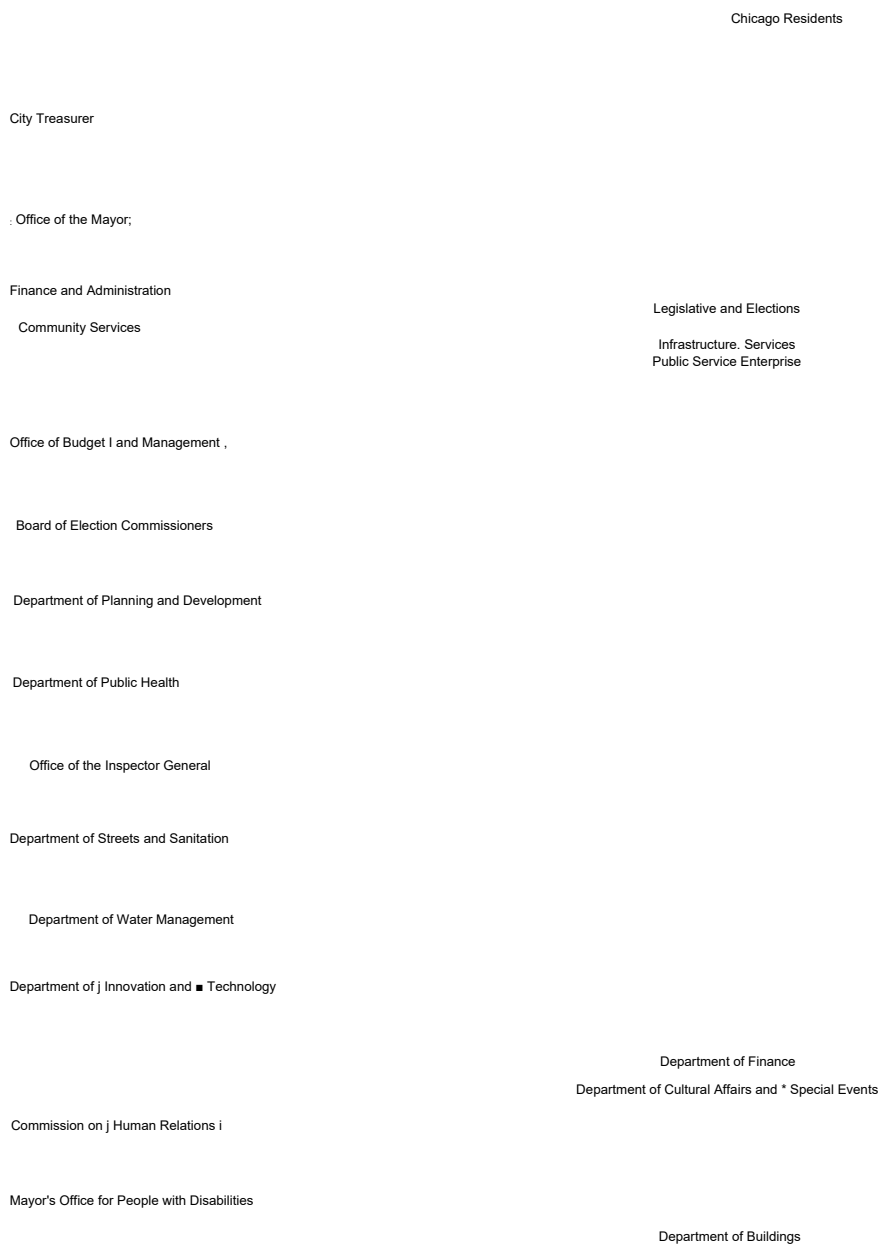 Chicago Residents
City Treasurer
: Office of the Mayor;
Finance and Administration
Legislative and Elections
Community Services
Infrastructure. Services
Public Service Enterprise
Office of Budget I and Management ,
Board of Election Commissioners
Department of Planning and Development
Department of Public Health
Office of the Inspector General
Department of Streets and Sanitation
Department of Water Management
Department of j Innovation and ■ Technology
Department of Finance
Department of Cultural Affairs and * Special Events
Commission on j Human Relations i
Mayor's Office for People with Disabilities
Department of Buildings